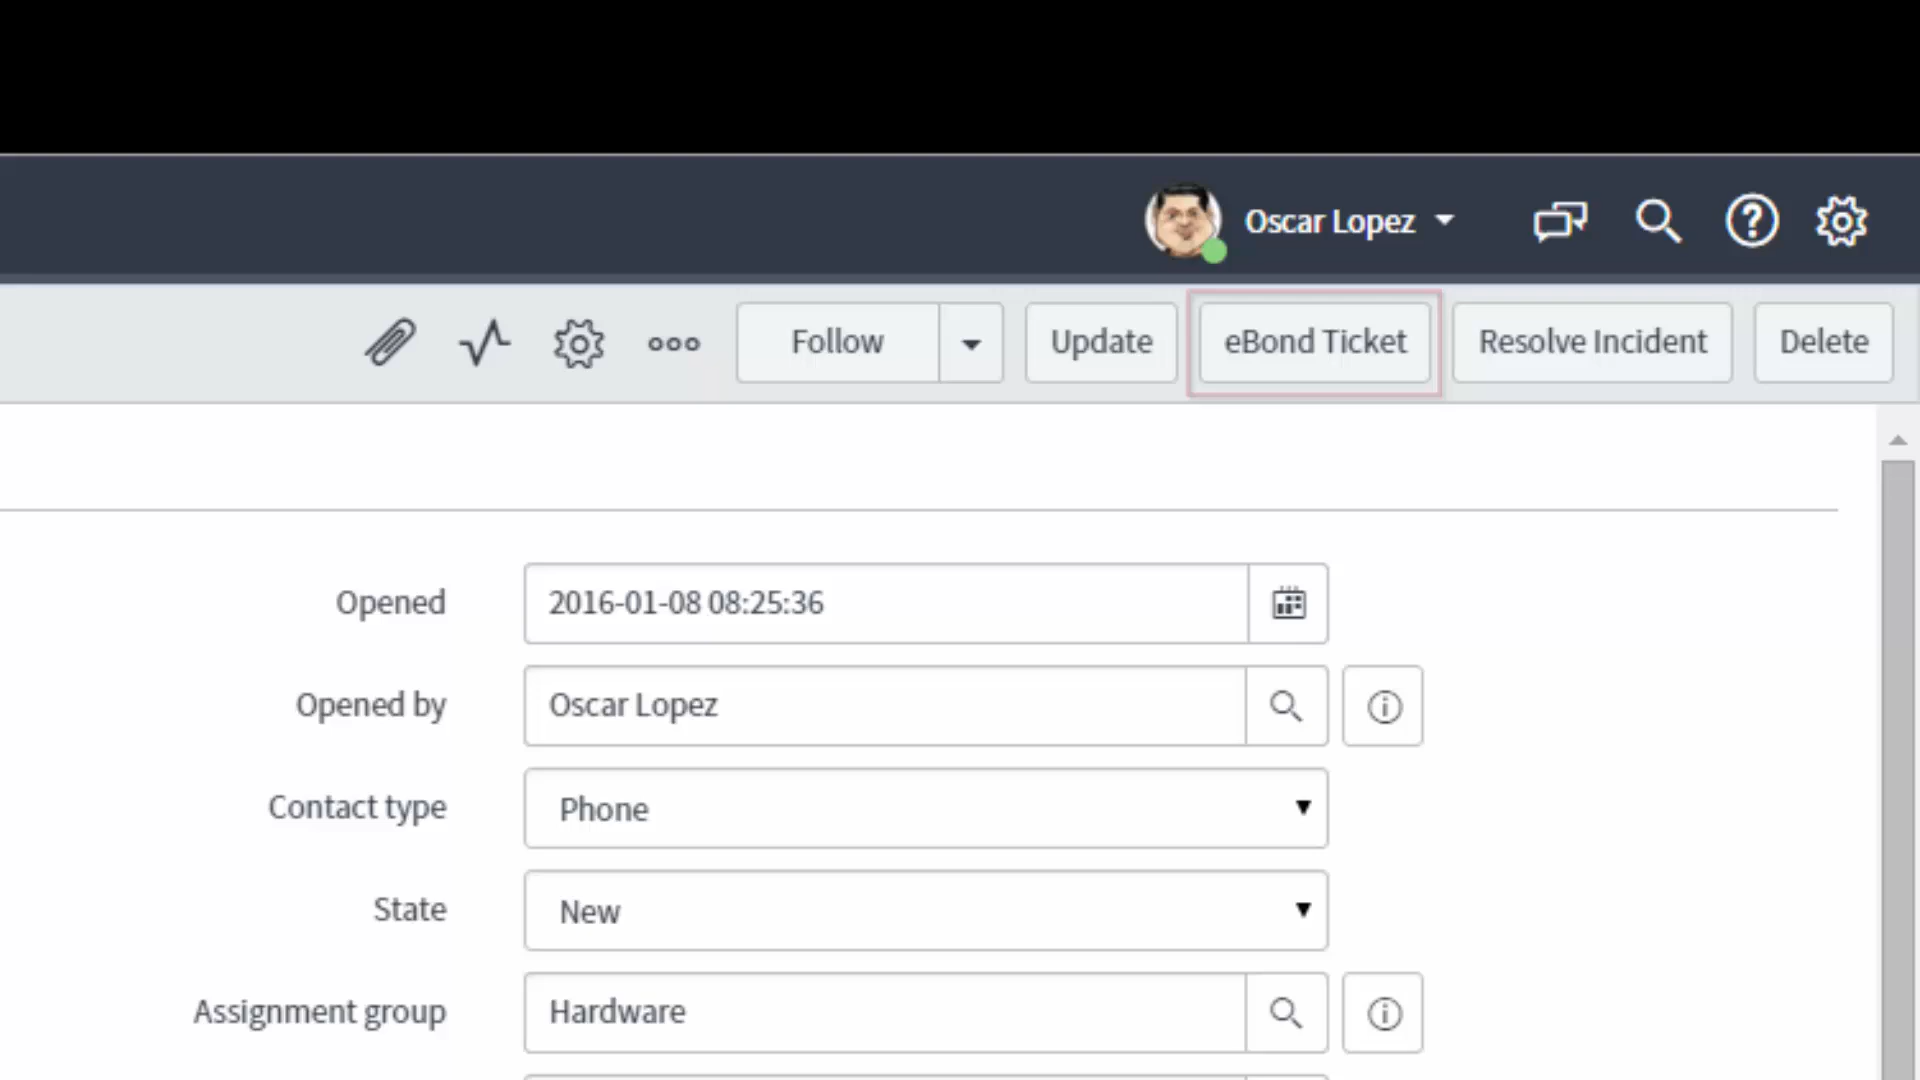 Oscar Lopez
Follow Update eBond Ticket Resolve Incident Delete
Opened 2016-01-08 08:25:36
Opened by Oscar Lopez
Contact type Phone
State New
Assignment group Hardware